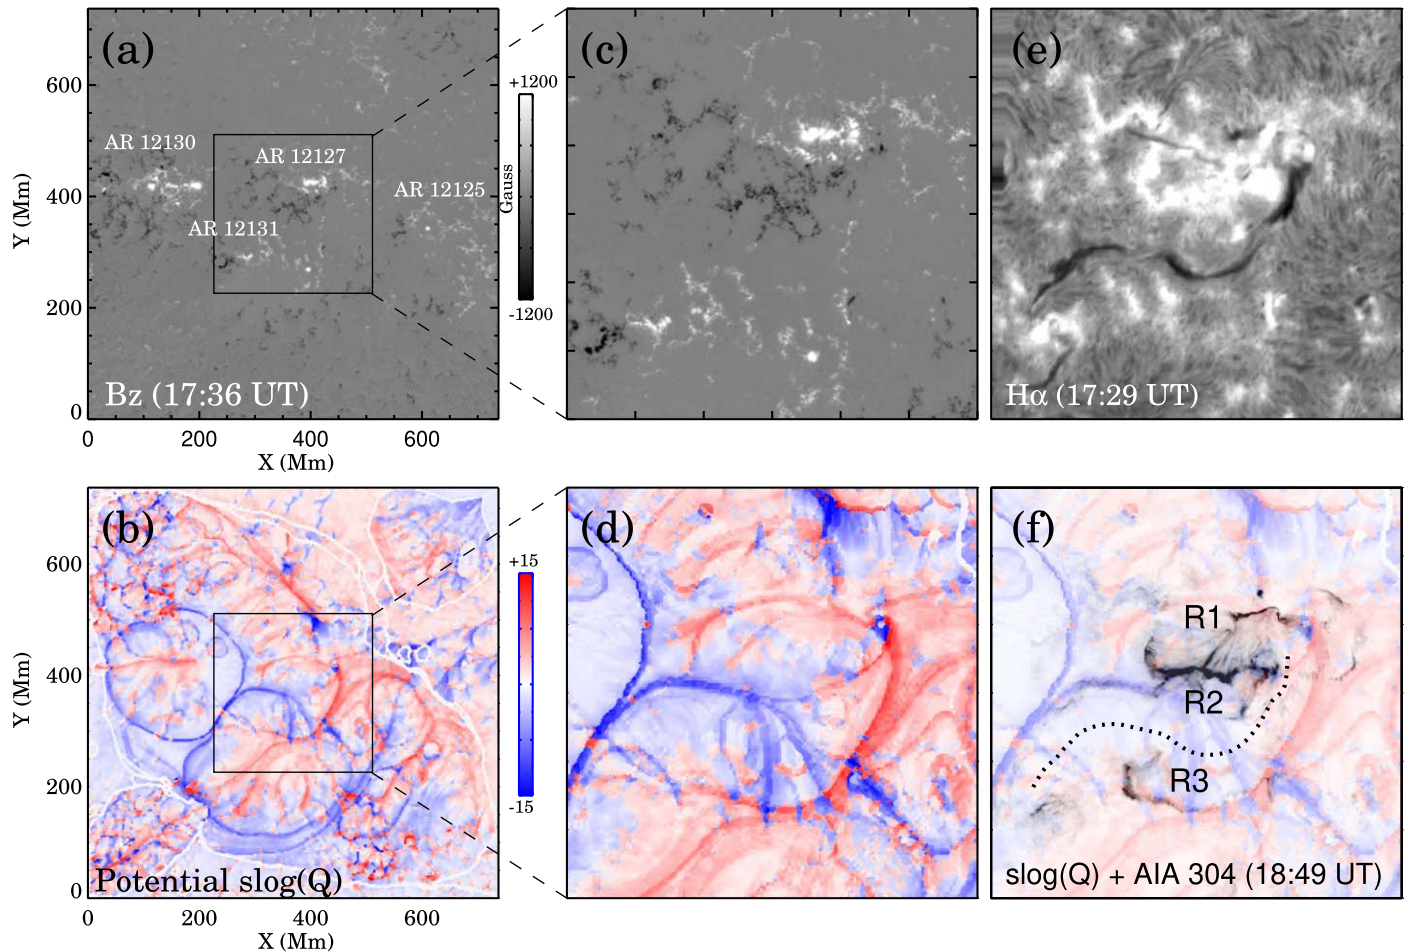 (a)
AR 12130
AR 12127
AR 12125
AR 12131
Bz (17:36 UT)
600
400
200
0
Y (Mm)
0
200
400
600
X (Mm)
+1200
Gauss
-1200
(c)
(e)
Hα (17:29 UT)
(b)
Potential slog(Q)
600
400
200
0
Y (Mm)
0
200
400
600
X (Mm)
+15
-15
(d)
(f)
R1
R2
R3
slog(Q) + AIA 304 (18:49 UT)